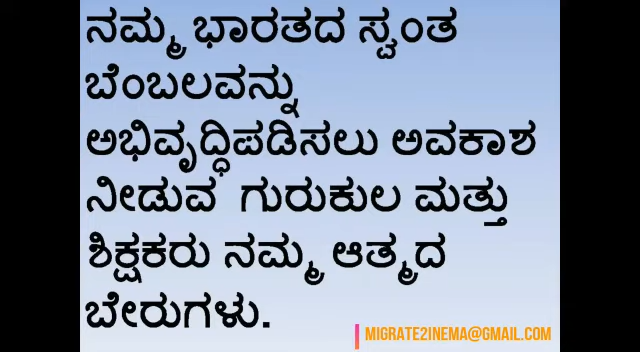 ನಮ್ಮ ಭಾರತದ ಸ್ವಂತ
ಬೆಂಬಲವನ್ನು
ಅಭಿವೃದ್ಧಿಪಡಿಸಲು ಅವಕಾಶ
ನೀಡುವ ಗುರುಕುಲ ಮತ್ತು
ಶಿಕ್ಷಕರು ನಮ್ಮ ಆತ್ಮದ
ಬೇರುಗಳು.
MIGRATE2INEMA@GMAIL.COM